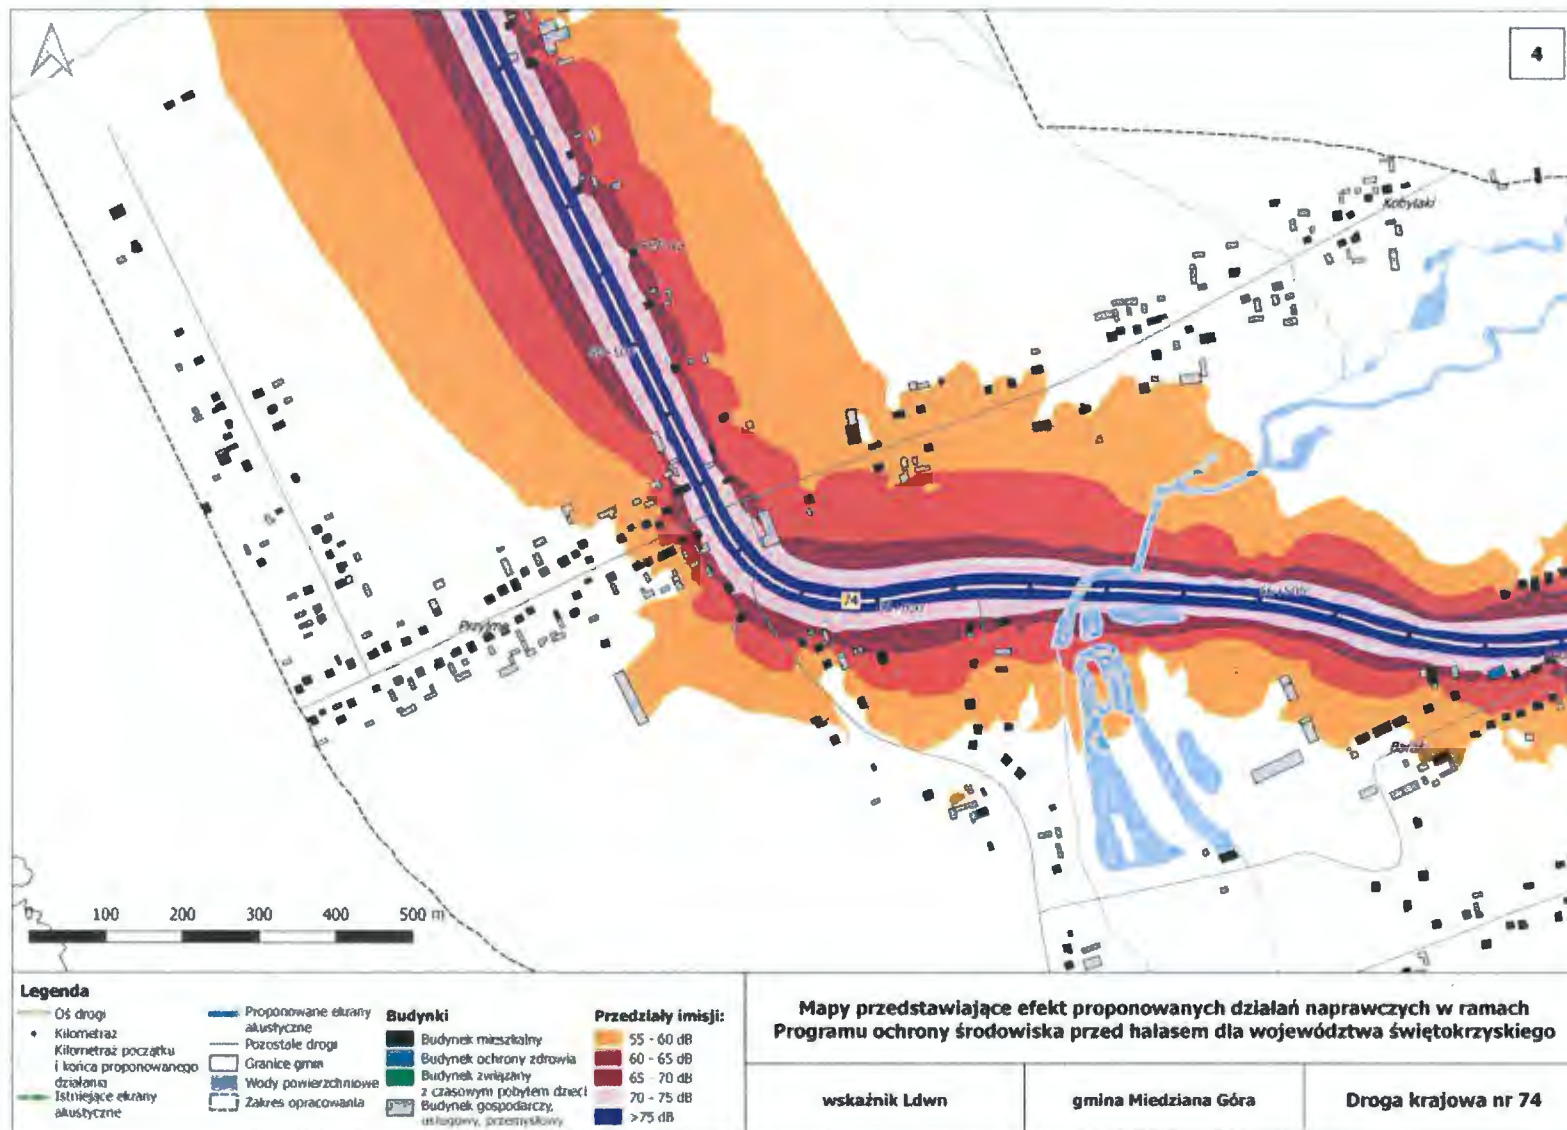 4
Kobylaki
74
0
100
200
300
400
500 m
Legenda
Oś drogi
Kilometraż
Kilometraż początku
i końca proponowanego
działania
Istniejące ekrany
akustyczne
Proponowane ekrany
akustyczne
Pozostałe drogi
Granice gmin
Wody powierzchniowe
Zakres opracowania
Budynki
Budynek mieszkalny
Budynek ochrony zdrowia
Budynek związany
z czasowym pobytem dzieci
Budynek gospodarczy,
usługowy, przemysłowy
Przedziały imisji:
55 - 60 dB
60 - 65 dB
65 - 70 dB
70 - 75 dB
>75 dB
Mapy przedstawiające efekt proponowanych działań naprawczych w ramach
Programu ochrony środowiska przed hałasem dla województwa świętokrzyskiego
wskaźnik Ldwn
gmina Miedziana Góra
Droga krajowa nr 74